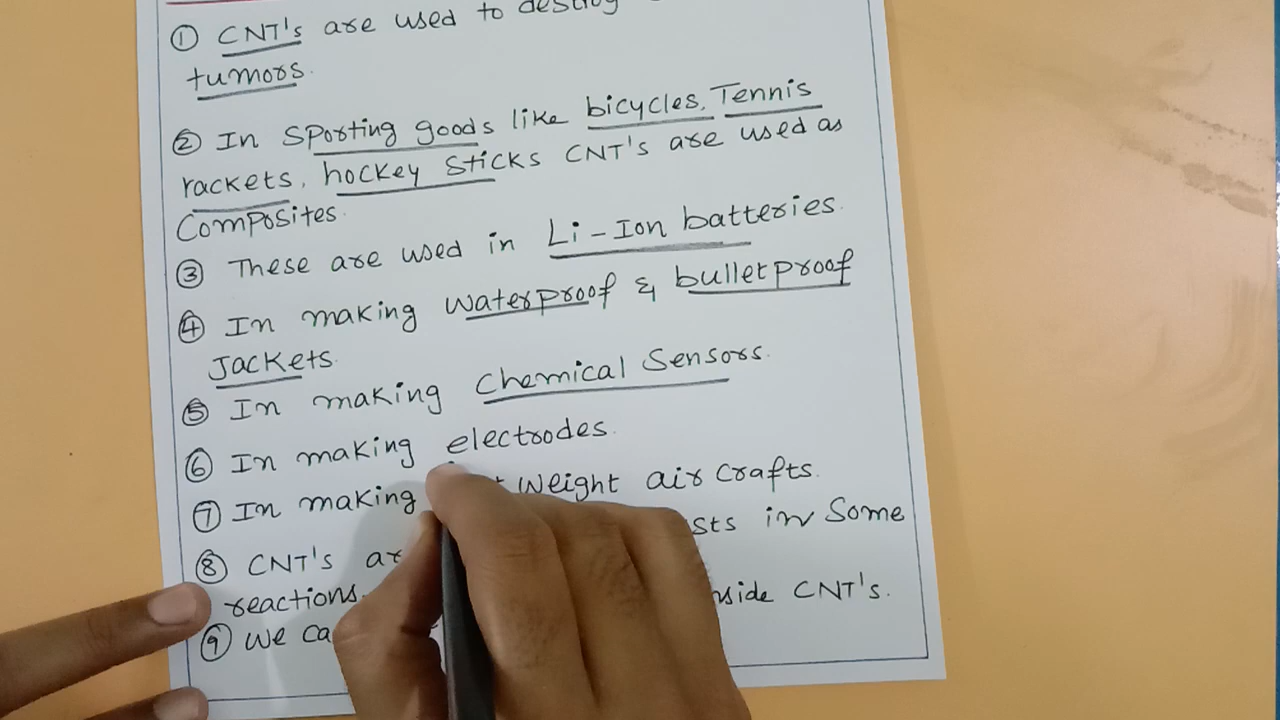 ① CNT's are used to destroy
tumors.
② In Sporting goods like bicycles, Tennis
rackets, hockey sticks CNT's are used as
Composites.
③ These are used in Li-Ion batteries.
④ In making waterproof & bulletproof
Jackets.
⑤ In making Chemical Sensors.
⑥ In making electrodes.
⑦ In making weight air crafts.
⑧ CNT's in Some
reactions.
⑨ We CNT's.